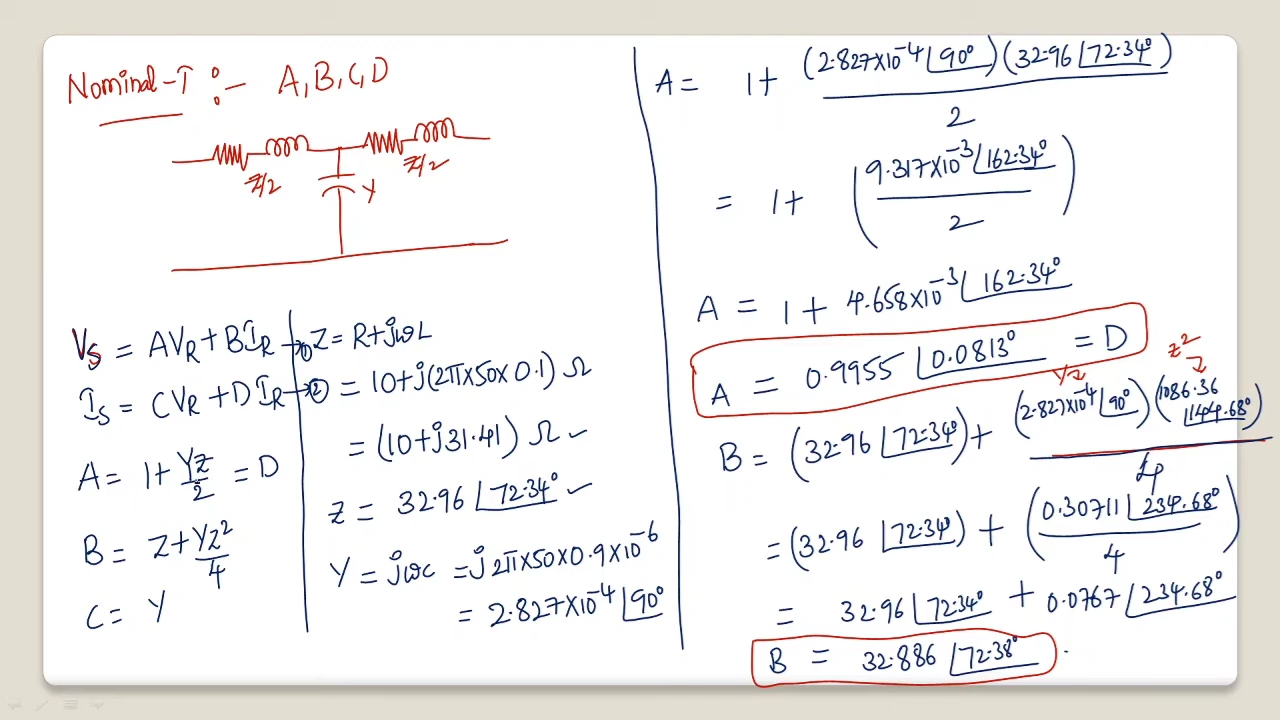 Nominal-T :- A, B, C, D
Z/2 Z/2
Y
VS = AVR + BIR → ①
IS = CVR + DIR → ②
A = 1 + YZ/2 = D
B = Z + YZ²/4
C = Y
Z = R + jωL
= 10 + j(2π×50×0.1) Ω
= (10 + j31.41) Ω ✓
Z = 32.96 ∠72.34° ✓
Y = jωc = j2π×50×0.9×10⁻⁶
= 2.827×10⁻⁴ ∠90°
A = 1 + (2.827×10⁻⁴ ∠90°)(32.96 ∠72.34°)/2
= 1 + (9.317×10⁻³ ∠162.34°/2)
A = 1 + 4.658×10⁻³ ∠162.34°
A = 0.9955 ∠0.0813° = D
YZ Z²
B = (32.96 ∠72.34°) + (2.827×10⁻⁴ ∠90°)(1086.36 ∠144.68°)/4
= (32.96 ∠72.34°) + (0.30711 ∠234.68°/4)
= 32.96 ∠72.34° + 0.0767 ∠234.68°
B = 32.886 ∠72.38°